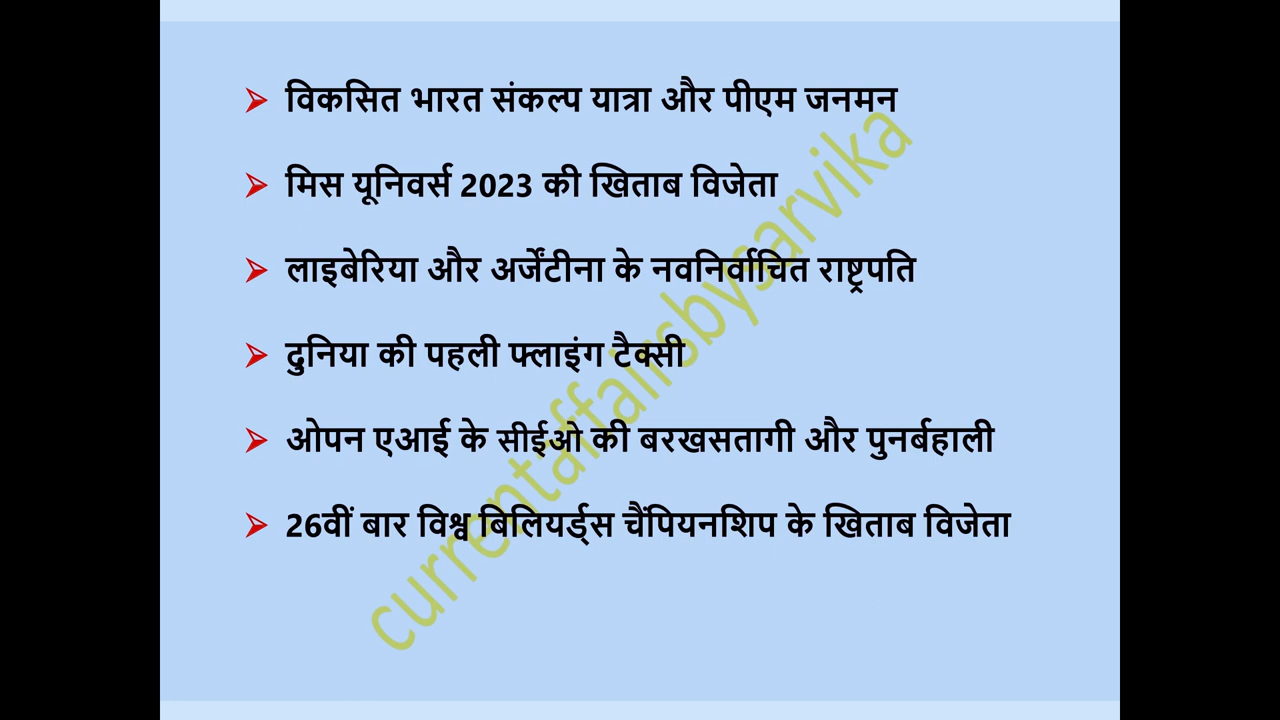 विकसित भारत संकल्प यात्रा और पीएम जनमन
मिस यूनिवर्स 2023 की खिताब विजेता
लाइबेरिया और अर्जेंटीना के नवनिर्वाचित राष्ट्रपति
दुनिया की पहली फ्लाइंग टैक्सी
ओपन एआई के सीईओ की बरखसतागी और पुनर्बहाली
26वीं बार विश्व बिलियर्ड्स चैंपियनशिप के खिताब विजेता
currentaffairsbysarvika